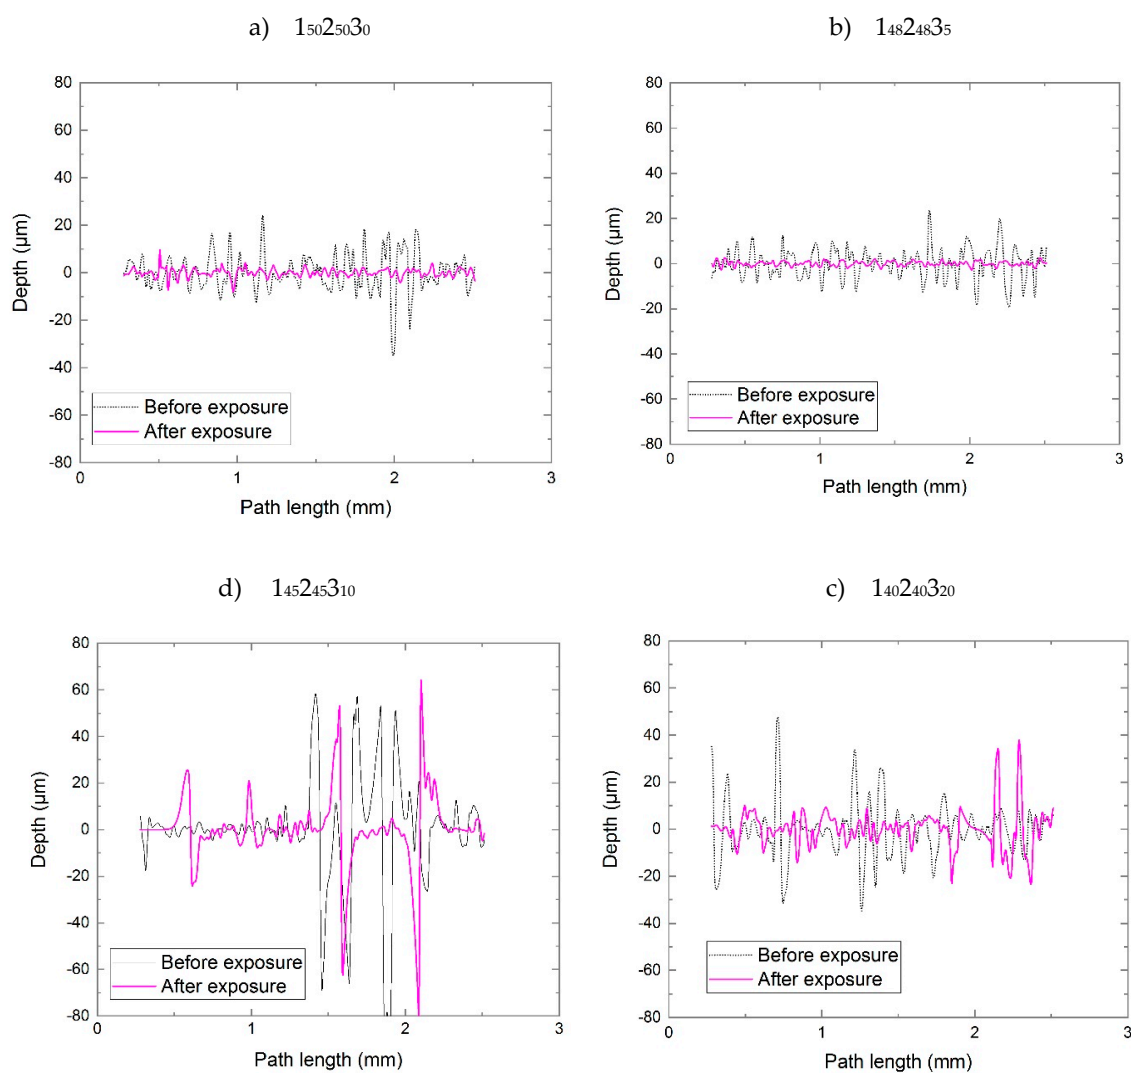 a) 1₅₀2₅₀3₀
80
60
40
20
0
-20
-40
-60
-80
Depth (µm)
Before exposure
After exposure
0 1 2 3
Path length (mm)
b) 1₄₈2₄₈3₅
80
60
40
20
0
-20
-40
-60
-80
Depth (µm)
Before exposure
After exposure
0 1 2 3
Path length (mm)
d) 1₄₅2₄₅3₁₀
80
60
40
20
0
-20
-40
-60
-80
Depth (µm)
Before exposure
After exposure
0 1 2 3
Path length (mm)
c) 1₄₀2₄₀3₂₀
80
60
40
20
0
-20
-40
-60
-80
Depth (µm)
Before exposure
After exposure
0 1 2 3
Path length (mm)